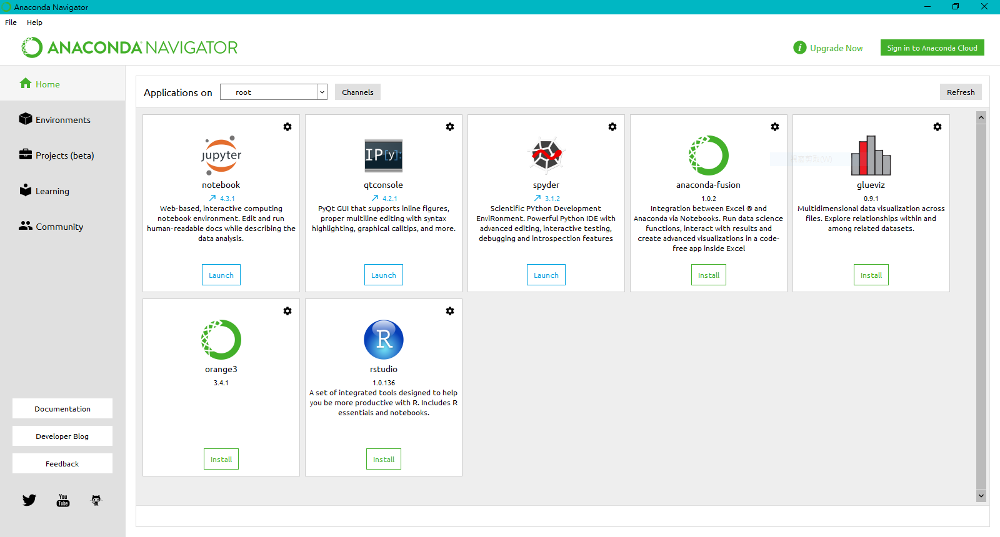 Anaconda Navigator
File Help
ANACONDA NAVIGATOR
i Upgrade Now
Sign in to Anaconda Cloud
Home
Environments
Projects (beta)
Learning
Community
Documentation
Developer Blog
Feedback
You
Tube
Applications on root Channels Refresh
jupyter
notebook
4.3.1
Web-based, interactive computing
notebook environment. Edit and run
human-readable docs while describing the
data analysis.
Launch
IP[y]:
qtconsole
4.2.1
PyQt GUI that supports inline figures,
proper multiline editing with syntax
highlighting, graphical calltips, and more.
Launch
spyder
3.1.2
Scientific PYthon Development
EnviRonment. Powerful Python IDE with
advanced editing, interactive testing,
debugging and introspection features
Launch
anaconda-fusion
1.0.2
Integration between Excel ® and
Anaconda via Notebooks. Run data science
functions, interact with results and
create advanced visualizations in a code-
free app inside Excel
Install
glueviz
0.9.1
Multidimensional data visualization across
files. Explore relationships within and
among related datasets.
Install
orange3
3.4.1
Install
R
rstudio
1.0.136
A set of integrated tools designed to help
you be more productive with R. Includes R
essentials and notebooks.
Install